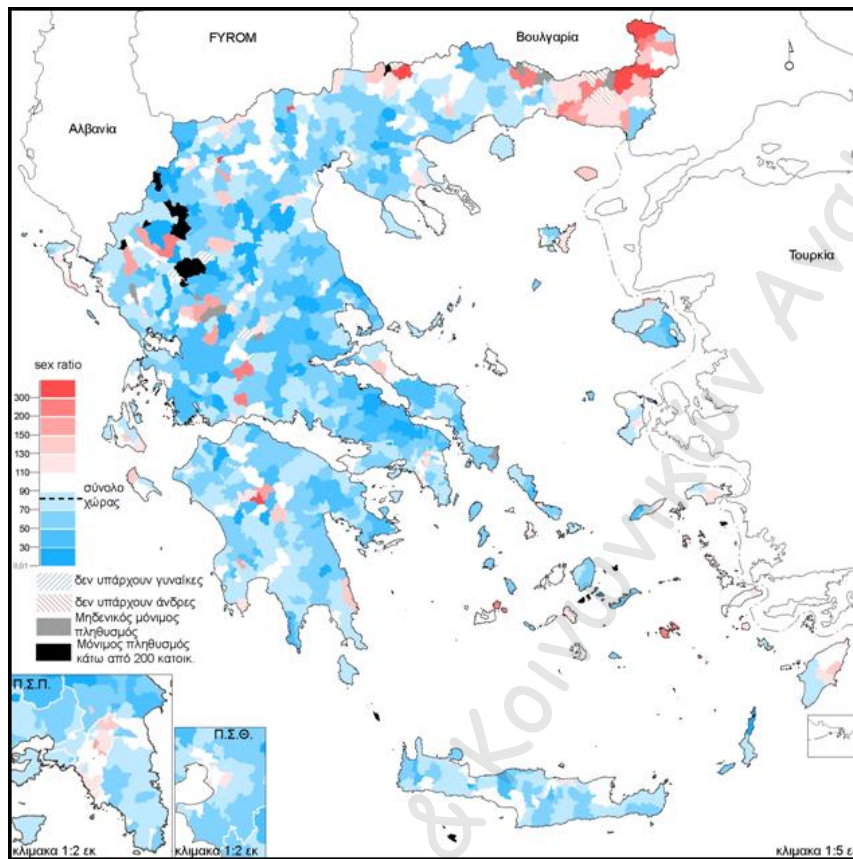 FYROM
Βουλγαρία
Αλβανία
Τουρκία
sex ratio
300
200
150
130
110
90
70
50
30
0,01
σύνολο
χώρας
δεν υπάρχουν γυναίκες
δεν υπάρχουν άνδρες
Μηδενικός μόνιμος
πληθυσμός
Μόνιμος πληθυσμός
κάτω από 200 κατοικ.
Π.Σ.Π.
κλιμακα 1:2 εκ
Π.Σ.Θ.
κλιμακα 1:2 εκ
κλιμακα 1:5 εκ
& Κοινωνικών Ανα